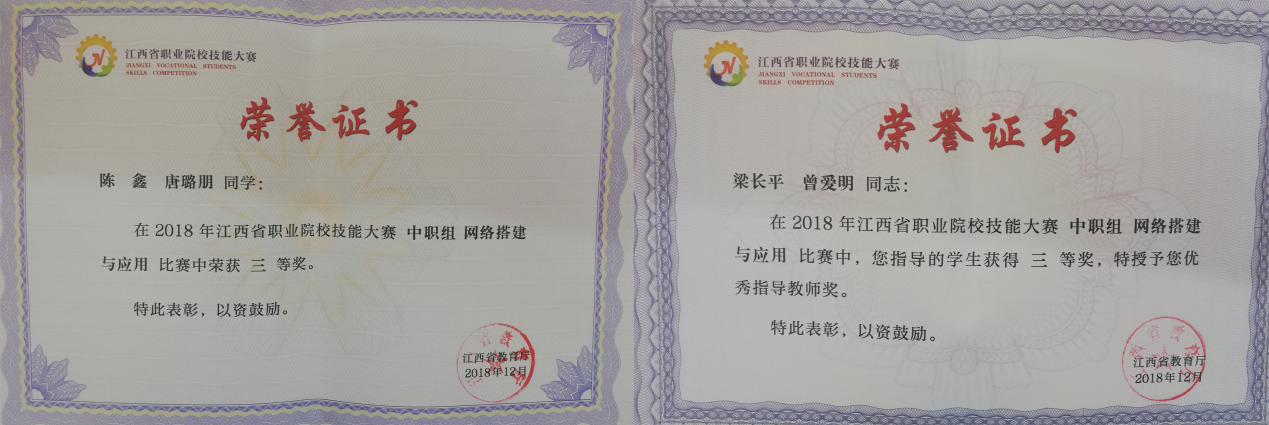 江西省职业院校技能大赛
JIANGXI VOCATIONAL STUDENTS
SKILLS COMPETITION
荣誉证书
陈 鑫 唐璐朋 同学：
在 2018 年江西省职业院校技能大赛 中职组 网络搭建
与应用 比赛中荣获 三 等奖。
特此表彰，以资鼓励。
江西省教育厅
2018年12月
江西省职业院校技能大赛
JIANGXI VOCATIONAL STUDENTS
SKILLS COMPETITION
荣誉证书
梁长平 曾爱明 同志：
在 2018 年江西省职业院校技能大赛 中职组 网络搭建
与应用 比赛中，您指导的学生获得 三 等奖，特授予您优
秀指导教师奖。
特此表彰，以资鼓励。
江西省教育厅
2018年12月